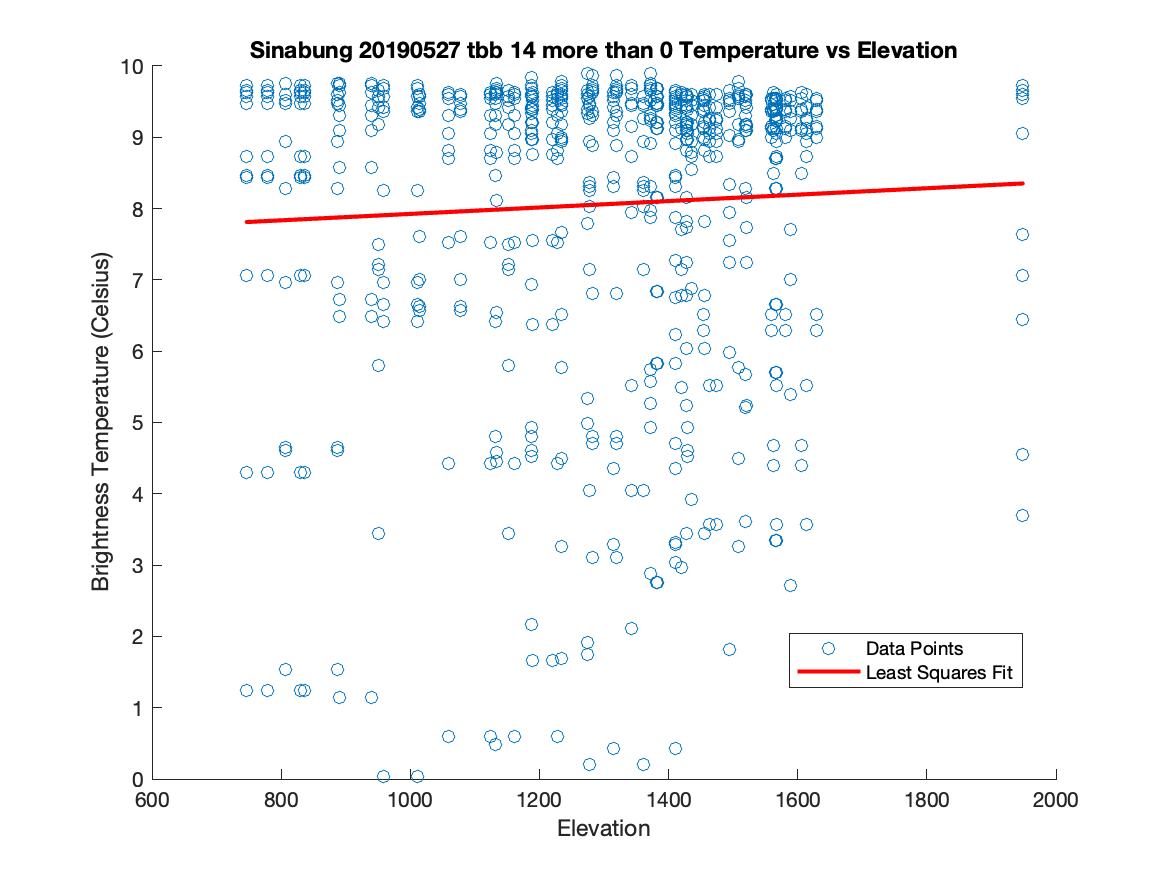 Sinabung 20190527 tbb 14 more than 0 Temperature vs Elevation
10
9
8
7
6
5
4
3
2
1
0
Brightness Temperature (Celsius)
Data Points
Least Squares Fit
600 800 1000 1200 1400 1600 1800 2000
Elevation